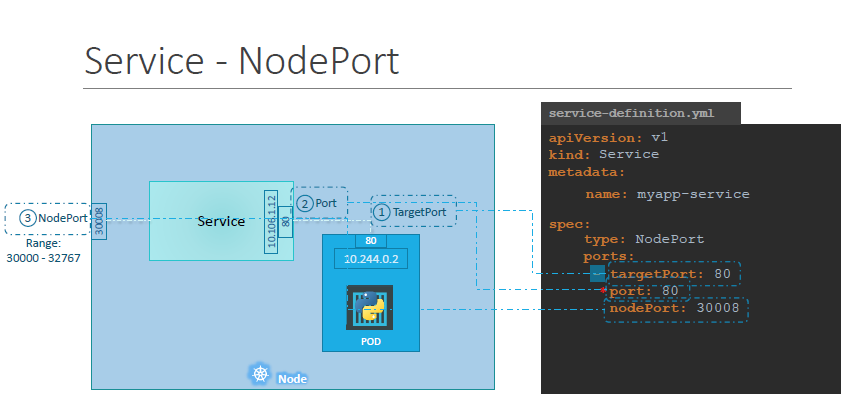 Service - NodePort
service-definition.yml
apiVersion: v1
kind: Service
metadata:
name: myapp-service
spec:
type: NodePort
ports:
- targetPort: 80
port: 80
nodePort: 30008
3 NodePort
Range:
30000 - 32767
30008
Service
10.106.1.12
80
2 Port
1 TargetPort
80
10.244.0.2
POD
Node